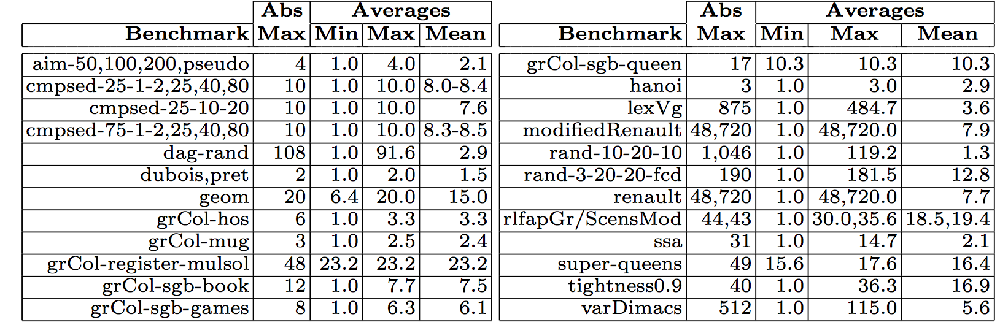 Abs Averages Abs Averages
Benchmark Max Min Max Mean Benchmark Max Min Max Mean
aim-50,100,200,pseudo 4 1.0 4.0 2.1 grCol-sgb-queen 17 10.3 10.3 10.3
cmpsed-25-1-2,25,40,80 10 1.0 10.0 8.0-8.4 hanoi 3 1.0 3.0 2.9
cmpsed-25-10-20 10 1.0 10.0 7.6 lexVg 875 1.0 484.7 3.6
cmpsed-75-1-2,25,40,80 10 1.0 10.0 8.3-8.5 modifiedRenault 48,720 1.0 48,720.0 7.9
dag-rand 108 1.0 91.6 2.9 rand-10-20-10 1,046 1.0 119.2 1.3
dubois,pret 2 1.0 2.0 1.5 rand-3-20-20-fcd 190 1.0 181.5 12.8
geom 20 6.4 20.0 15.0 renault 48,720 1.0 48,720.0 7.7
grCol-hos 6 1.0 3.3 3.3 rlfapGr/ScensMod 44,43 1.0 30.0,35.6 18.5,19.4
grCol-mug 3 1.0 2.5 2.4 ssa 31 1.0 14.7 2.1
grCol-register-mulsol 48 23.2 23.2 23.2 super-queens 49 15.6 17.6 16.4
grCol-sgb-book 12 1.0 7.7 7.5 tightness0.9 40 1.0 36.3 16.9
grCol-sgb-games 8 1.0 6.3 6.1 varDimacs 512 1.0 115.0 5.6